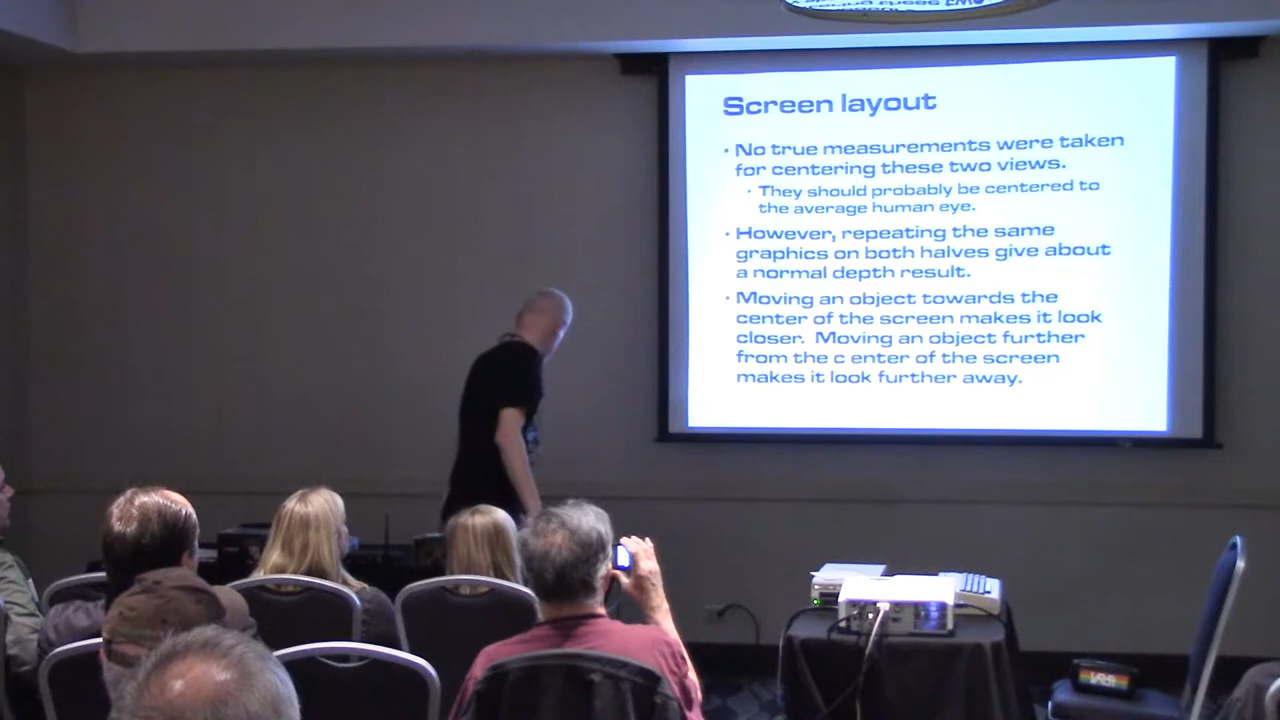 Screen layout
• No true measurements were taken
for centering these two views.
• They should probably be centered to
the average human eye.
• However, repeating the same
graphics on both halves give about
a normal depth result.
• Moving an object towards the
center of the screen makes it look
closer. Moving an object further
from the c enter of the screen
makes it look further away.